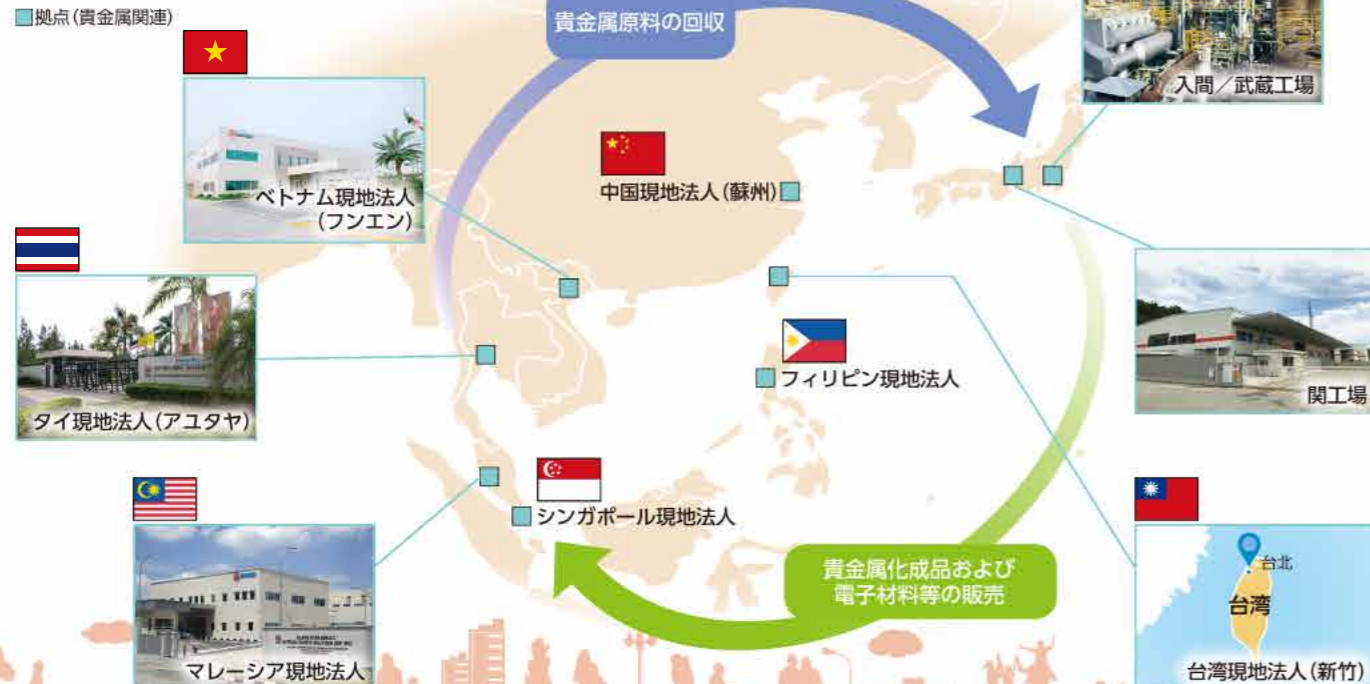 拠点(貴金属関連)
貴金属原料の回収
入間／武蔵工場
ベトナム現地法人
(フンエン)
中国現地法人(蘇州)
タイ現地法人(アユタヤ)
フィリピン現地法人
関工場
シンガポール現地法人
マレーシア現地法人
貴金属化成品および
電子材料等の販売
台北
台湾
台湾現地法人(新竹)